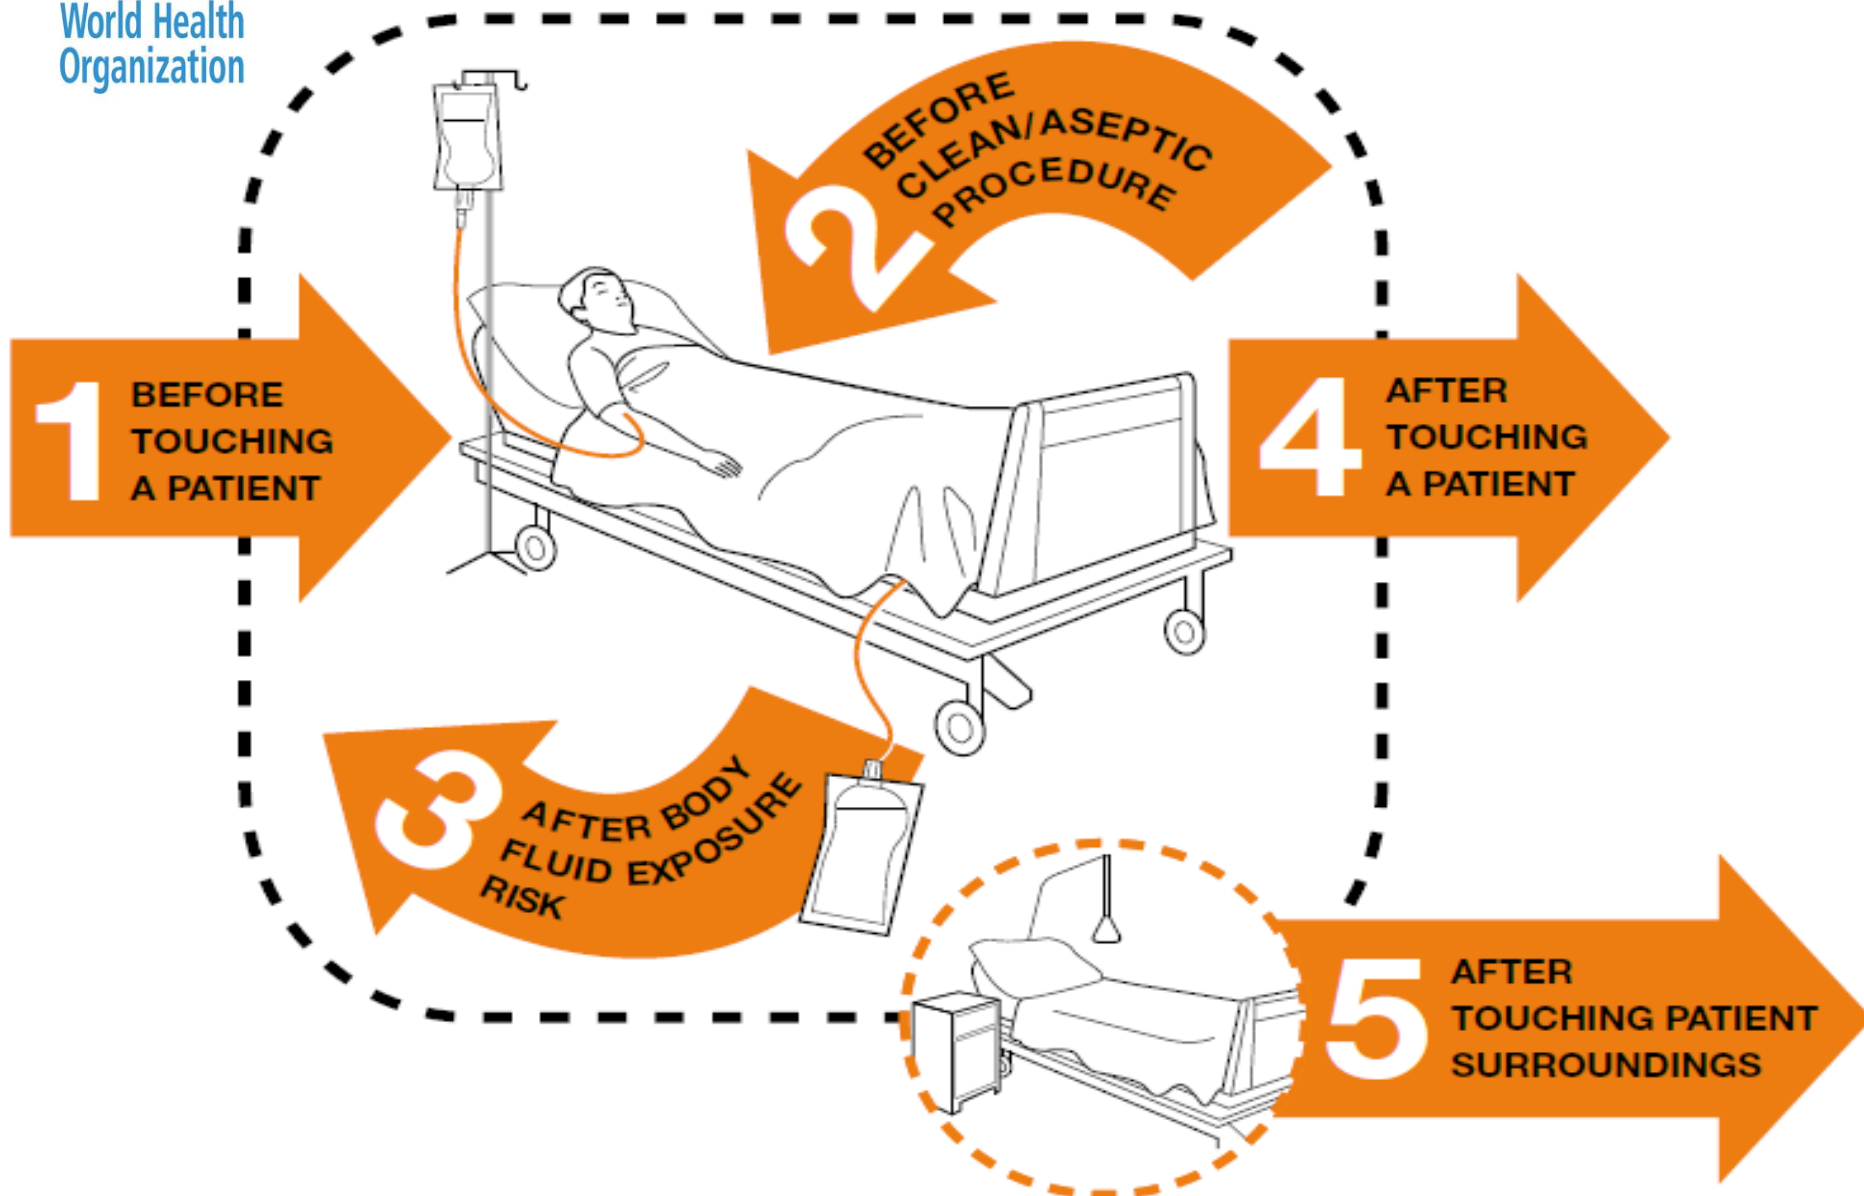 World Health
Organization
1
BEFORE
TOUCHING
A PATIENT
2
BEFORE
CLEAN/ASEPTIC
PROCEDURE
3
AFTER BODY
FLUID EXPOSURE
RISK
4
AFTER
TOUCHING
A PATIENT
5
AFTER
TOUCHING PATIENT
SURROUNDINGS